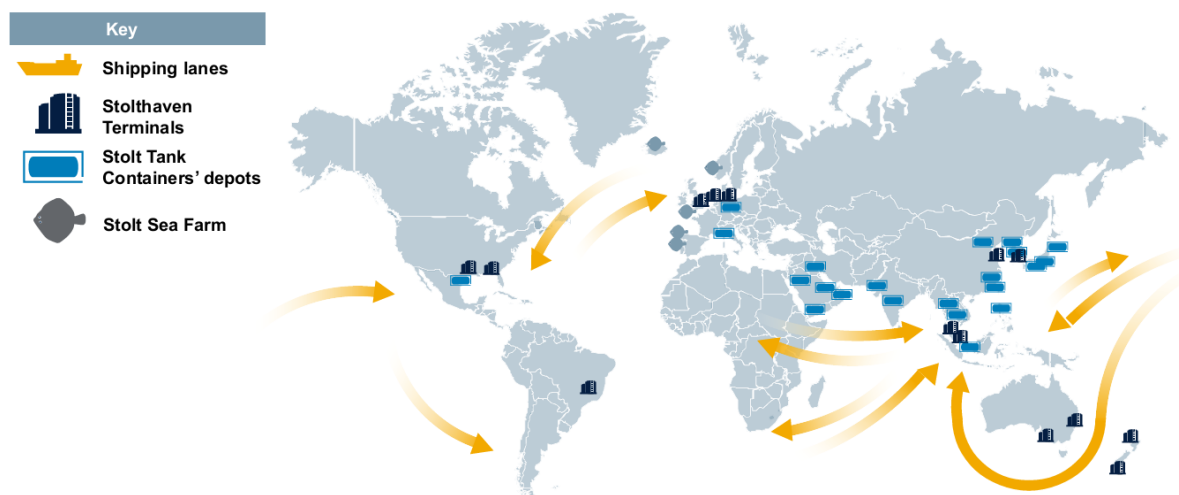 Key
Shipping lanes
Stolthaven
Terminals
Stolt Tank
Containers’ depots
Stolt Sea Farm